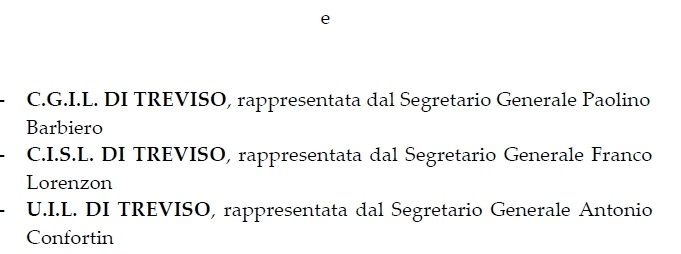 e
- C.G.I.L. DI TREVISO, rappresentata dal Segretario Generale Paolino
Barbiero
- C.I.S.L. DI TREVISO, rappresentata dal Segretario Generale Franco
Lorenzon
- U.I.L. DI TREVISO, rappresentata dal Segretario Generale Antonio
Confortin